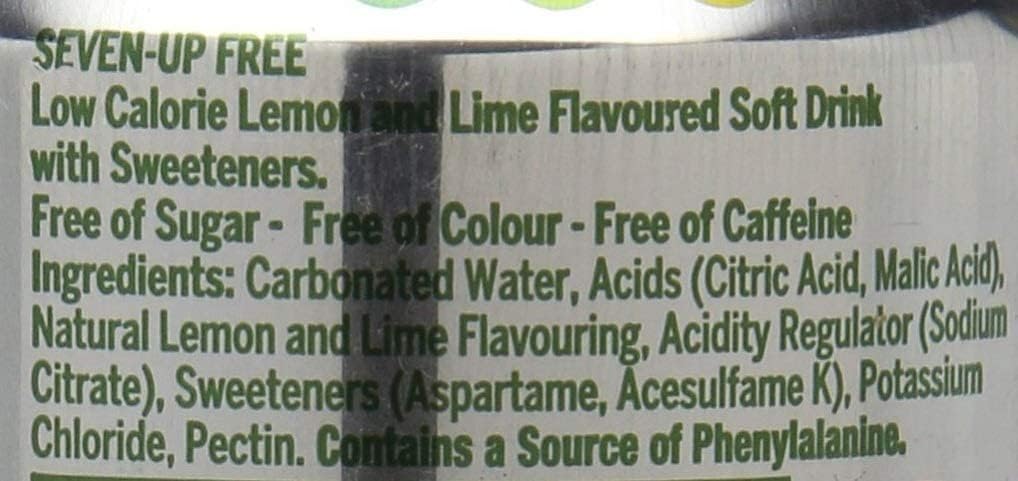 SEVEN-UP FREE
Low Calorie Lemon and Lime Flavoured Soft Drink
with Sweeteners.
Free of Sugar - Free of Colour - Free of Caffeine
Ingredients: Carbonated Water, Acids (Citric Acid, Malic Acid),
Natural Lemon and Lime Flavouring, Acidity Regulator (Sodium
Citrate), Sweeteners (Aspartame, Acesulfame K), Potassium
Chloride, Pectin. Contains a Source of Phenylalanine.